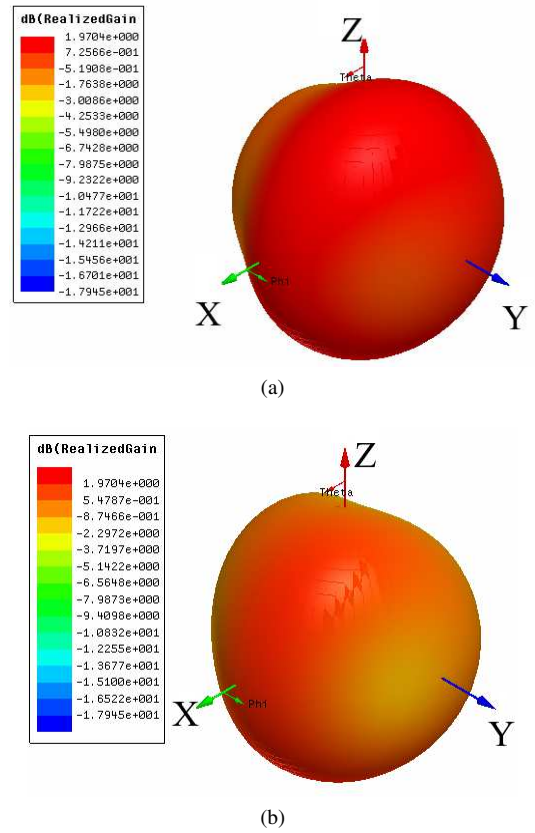 dB(RealizedGain
1.9704e+000
7.2566e-001
-5.1908e-001
-1.7638e+000
-3.0086e+000
-4.2533e+000
-5.4980e+000
-6.7428e+000
-7.9875e+000
-9.2322e+000
-1.0477e+001
-1.1722e+001
-1.2966e+001
-1.4211e+001
-1.5456e+001
-1.6701e+001
-1.7945e+001
Z
Theta
X
Phi
Y
(a)
dB(RealizedGain
1.9704e+000
5.4787e-001
-8.7466e-001
-2.2972e+000
-3.7197e+000
-5.1422e+000
-6.5648e+000
-7.9873e+000
-9.4098e+000
-1.0832e+001
-1.2255e+001
-1.3677e+001
-1.5100e+001
-1.6522e+001
-1.7945e+001
Z
Theta
X
Phi
Y
(b)